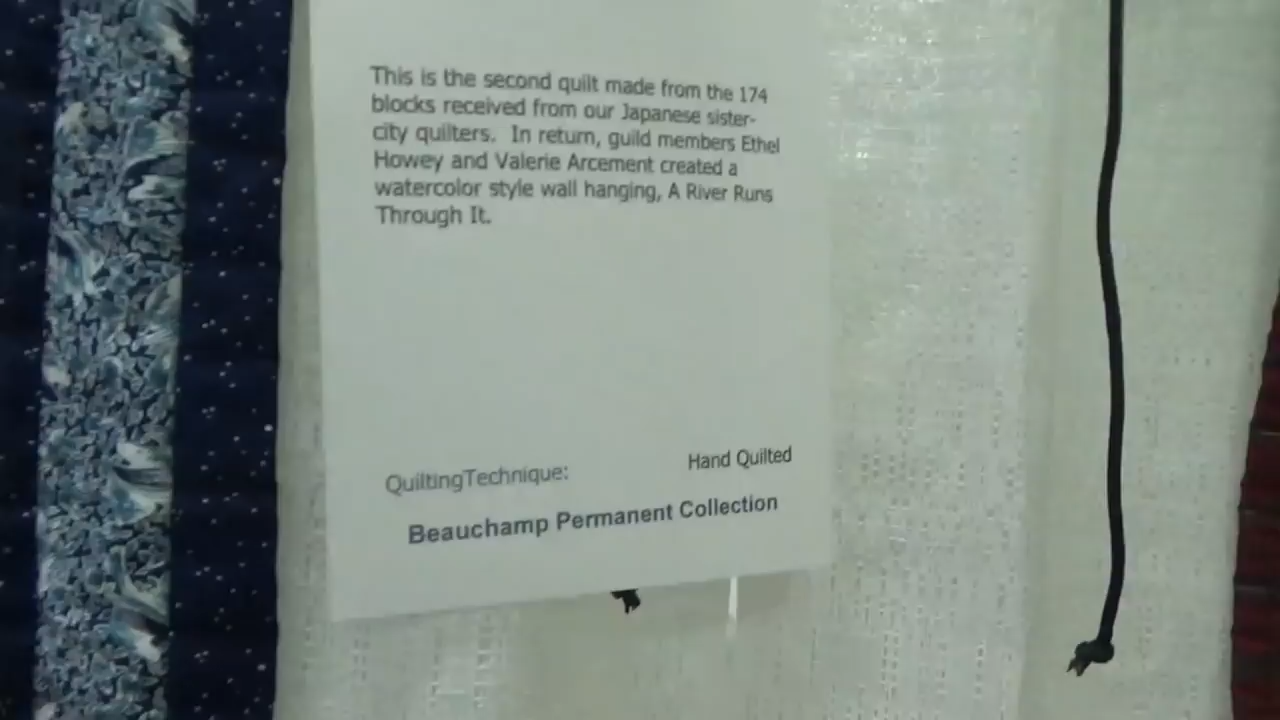 This is the second quilt made from the 174
blocks received from our Japanese sister-
city quilters.  In return, guild members Ethel
Howey and Valerie Arcement created a
watercolor style wall hanging, A River Runs
Through It.
QuiltingTechnique: Hand Quilted
Beauchamp Permanent Collection